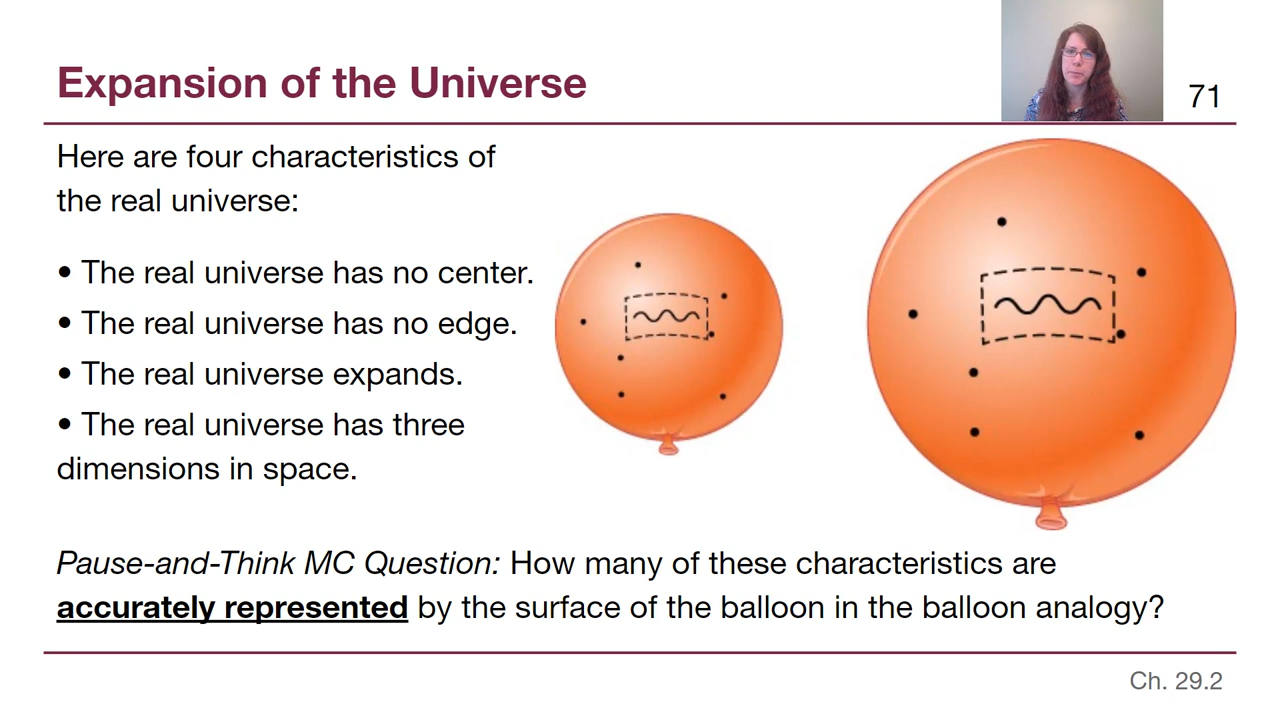 Expansion of the Universe
71
Here are four characteristics of
the real universe:
• The real universe has no center.
• The real universe has no edge.
• The real universe expands.
• The real universe has three
dimensions in space.
Pause-and-Think MC Question: How many of these characteristics are
accurately represented by the surface of the balloon in the balloon analogy?
Ch. 29.2